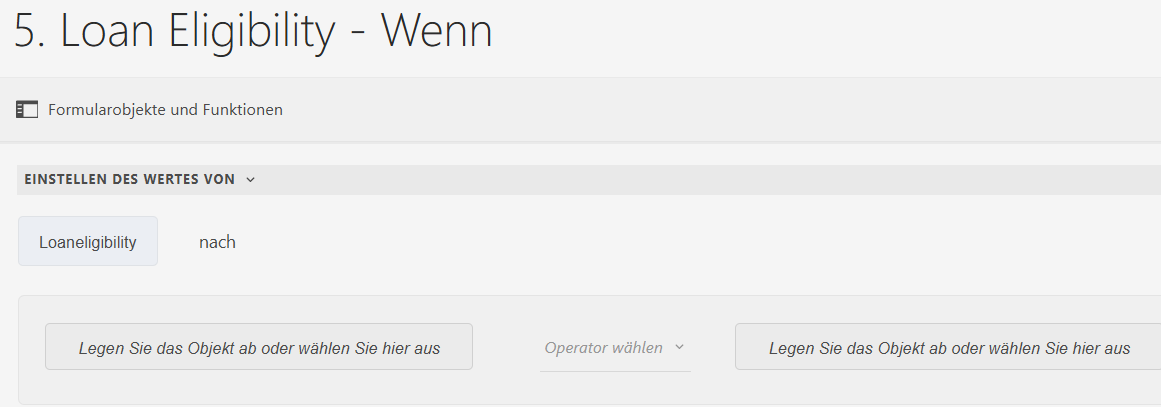 5. Loan Eligibility - Wenn
Formularobjekte und Funktionen
EINSTELLEN DES WERTES VON
Loaneligibility nach
Legen Sie das Objekt ab oder wählen Sie hier aus Operator wählen Legen Sie das Objekt ab oder wählen Sie hier aus